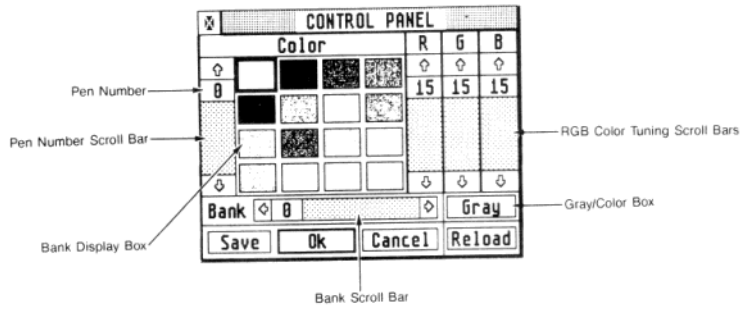 CONTROL PANEL
Color R G B
0 15 15 15
Pen Number
Pen Number Scroll Bar
RGB Color Tuning Scroll Bars
Bank 0 Gray
Gray/Color Box
Save Ok Cancel Reload
Bank Display Box
Bank Scroll Bar